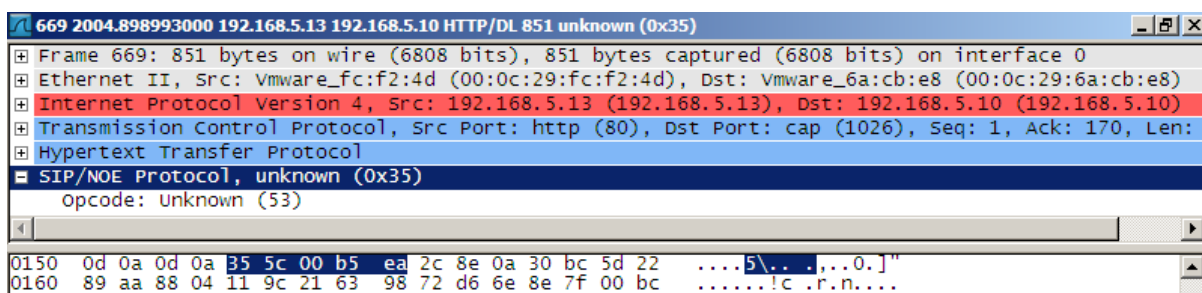 669 2004.898993000 192.168.5.13 192.168.5.10 HTTP/DL 851 unknown (0x35)
Frame 669: 851 bytes on wire (6808 bits), 851 bytes captured (6808 bits) on interface 0
Ethernet II, Src: Vmware_fc:f2:4d (00:0c:29:fc:f2:4d), Dst: Vmware_6a:cb:e8 (00:0c:29:6a:cb:e8)
Internet Protocol Version 4, Src: 192.168.5.13 (192.168.5.13), Dst: 192.168.5.10 (192.168.5.10)
Transmission Control Protocol, Src Port: http (80), Dst Port: cap (1026), Seq: 1, Ack: 170, Len:
Hypertext Transfer Protocol
SIP/NOE Protocol, unknown (0x35)
Opcode: Unknown (53)
0150 0d 0a 0d 0a 35 5c 00 b5 ea 2c 8e 0a 30 bc 5d 22 ....5\.. .,..0.]"
0160 89 aa 88 04 11 9c 21 63 98 72 d6 6e 8e 7f 00 bc ......!c .r.n....